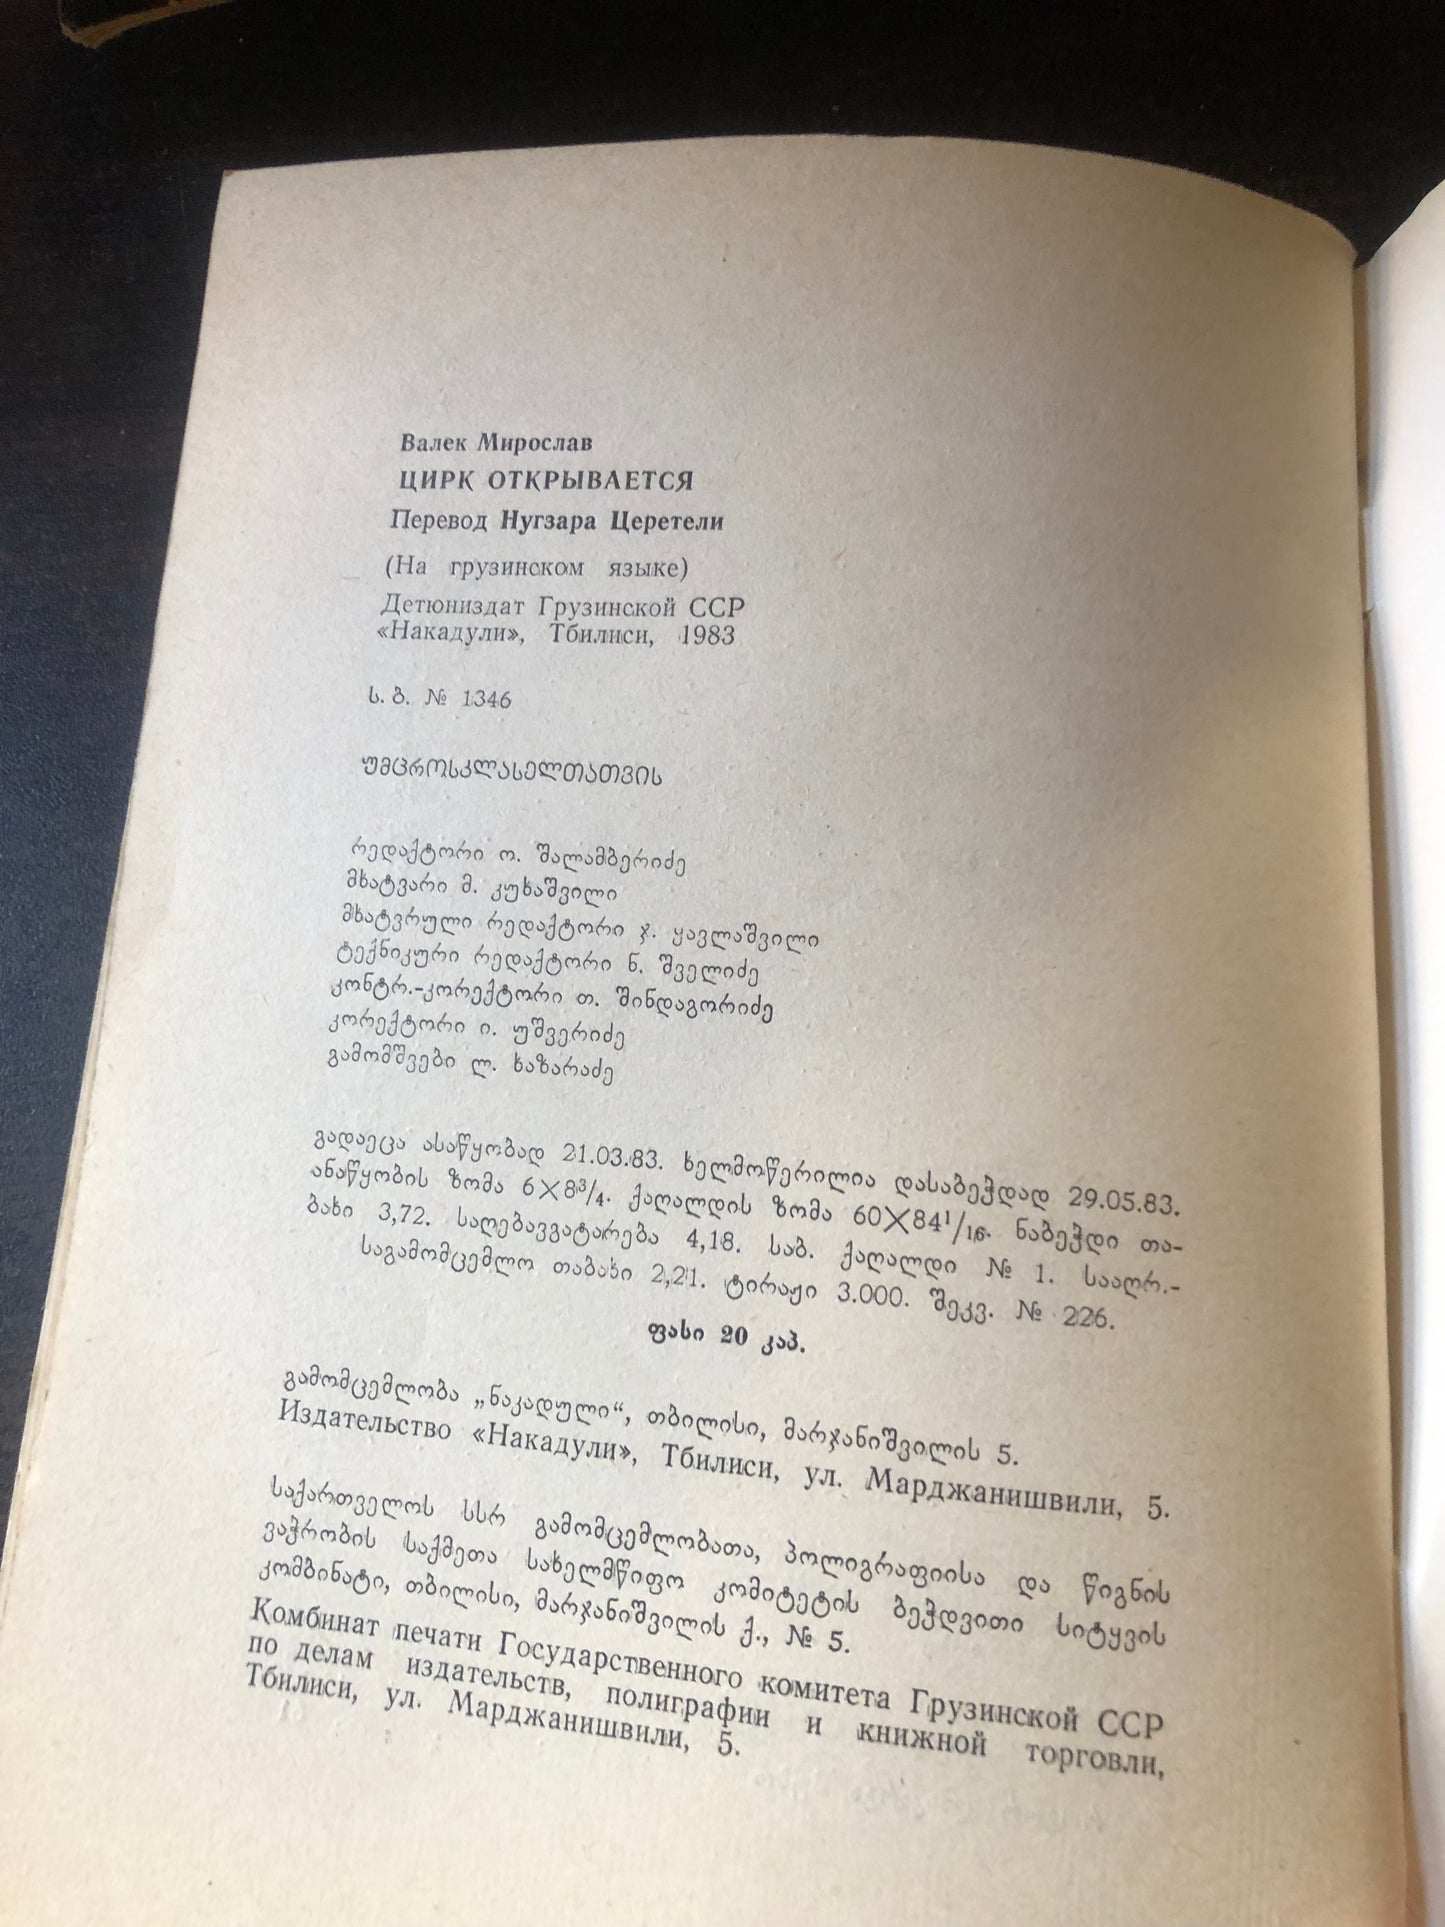 Валек Мирослав
ЦИРК ОТКРЫВАЕТСЯ
Перевод Нугзара Церетели
(На грузинском языке)
Детюниздат Грузинской ССР
«Накадули», Тбилиси, 1983
ს. ბ. № 1346
უმცროსკლასელთათვის
რედაქტორი ო. შალამბერიძე
მხატვარი მ. კუხაშვილი
მხატვრული რედაქტორი ჯ. ყავლაშვილი
ტექნიკური რედაქტორი ნ. შველიძე
კონტრ.-კორექტორი თ. შინდაგორიძე
კორექტორი ი. უშვერიძე
გამომშვები ლ. ხაზარაძე
გადაეცა ასაწყობად 21.03.83. ხელმოწერილია დასაბეჭდად 29.05.83.
ანაწყობის ზომა 6×8³/₄. ქაღალდის ზომა 60×84¹/₁₆. ნაბეჭდი თა-
ბახი 3,72. საღებავგატარება 4,18. საბ. ქაღალდი № 1. სააღრ.-
საგამომცემლო თაბახი 2,21. ტირაჟი 3.000. შეკვ. № 226.
ფასი 20 კაპ.
გამომცემლობა „ნაკადული“, თბილისი, მარჯანიშვილის 5.
Издательство «Накадули», Тбилиси, ул. Марджанишвили, 5.
საქართველოს სსრ გამომცემლობათა, პოლიგრაფიისა და წიგნის
ვაჭრობის საქმეთა სახელმწიფო კომიტეტის ბეჭდვითი სიტყვის
კომბინატი, თბილისი, მარჯანიშვილის ქ., № 5.
Комбинат печати Государственного комитета Грузинской ССР
по делам издательств, полиграфии и книжной торговли,
Тбилиси, ул. Марджанишвили, 5.